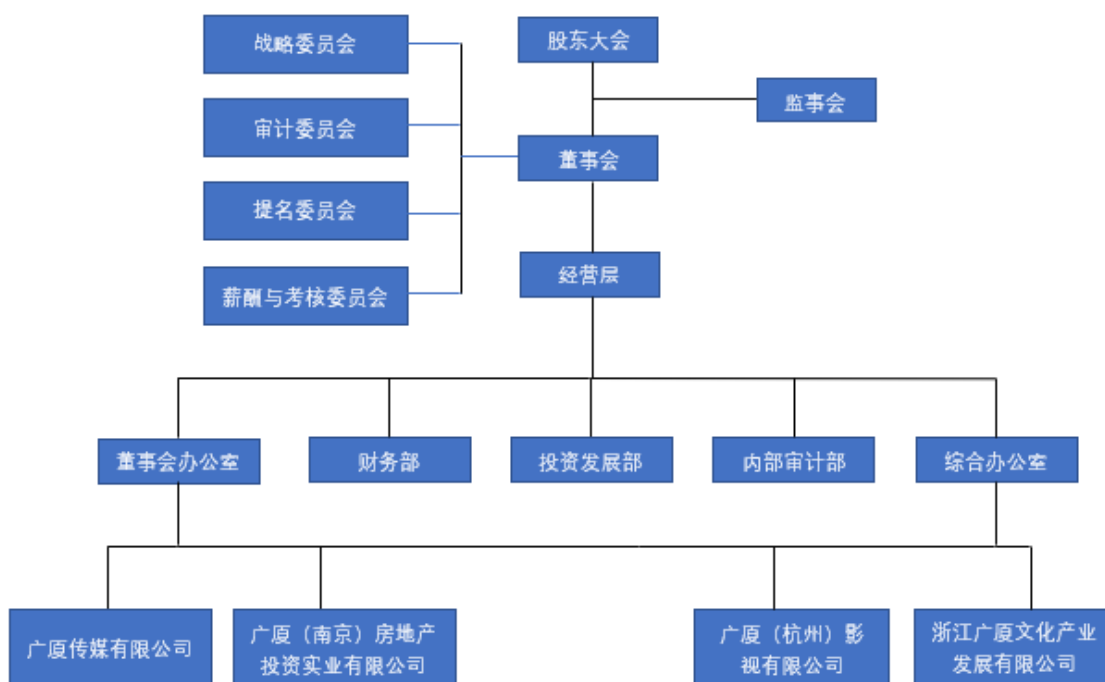 战略委员会
股东大会
监事会
审计委员会
董事会
提名委员会
经营层
薪酬与考核委员会
董事会办公室
财务部
投资发展部
内部审计部
综合办公室
广厦传媒有限公司
广厦（南京）房地产
投资实业有限公司
广厦（杭州）影
视有限公司
浙江广厦文化产业
发展有限公司